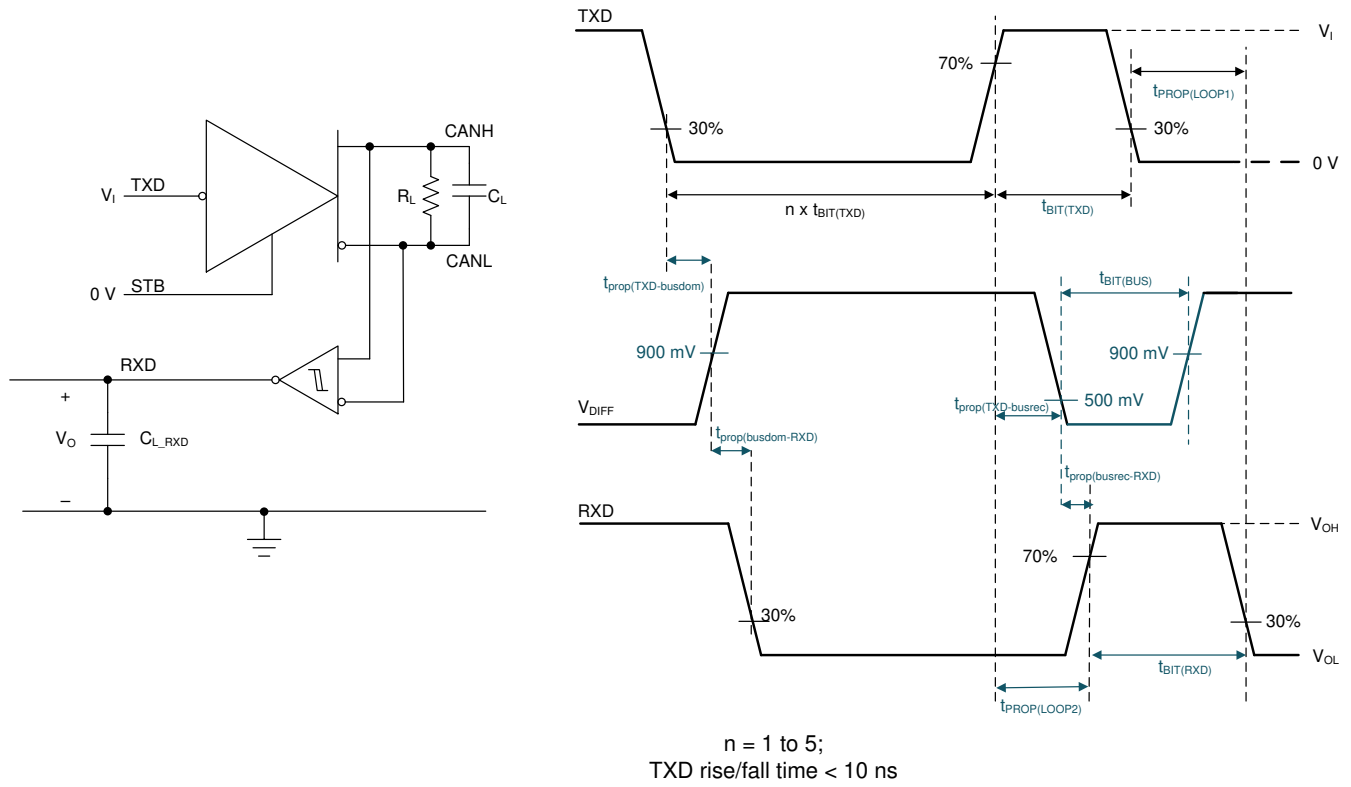 CANH
V_I
TXD
R_L
C_L
CANL
0 V
STB
RXD
+
V_O
C_L_RXD
–
TXD
V_I
70%
t_PROP(LOOP1)
30%
30%
0 V
n x t_BIT(TXD)
t_BIT(TXD)
t_prop(TXD-busdom)
t_BIT(BUS)
900 mV
900 mV
V_DIFF
t_prop(TXD-busrec)
500 mV
t_prop(busdom-RXD)
t_prop(busrec-RXD)
RXD
V_OH
70%
30%
30%
V_OL
t_BIT(RXD)
t_PROP(LOOP2)
n = 1 to 5;
TXD rise/fall time < 10 ns